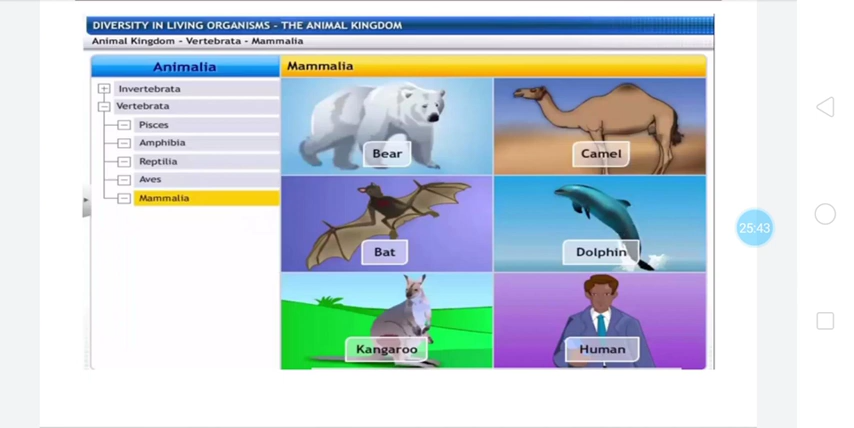 DIVERSITY IN LIVING ORGANISMS - THE ANIMAL KINGDOM
Animal Kingdom - Vertebrata - Mammalia
Animalia
Mammalia
Invertebrata
Vertebrata
Pisces
Amphibia
Reptilia
Aves
Mammalia
Bear
Camel
Bat
Dolphin
Kangaroo
Human
25:43